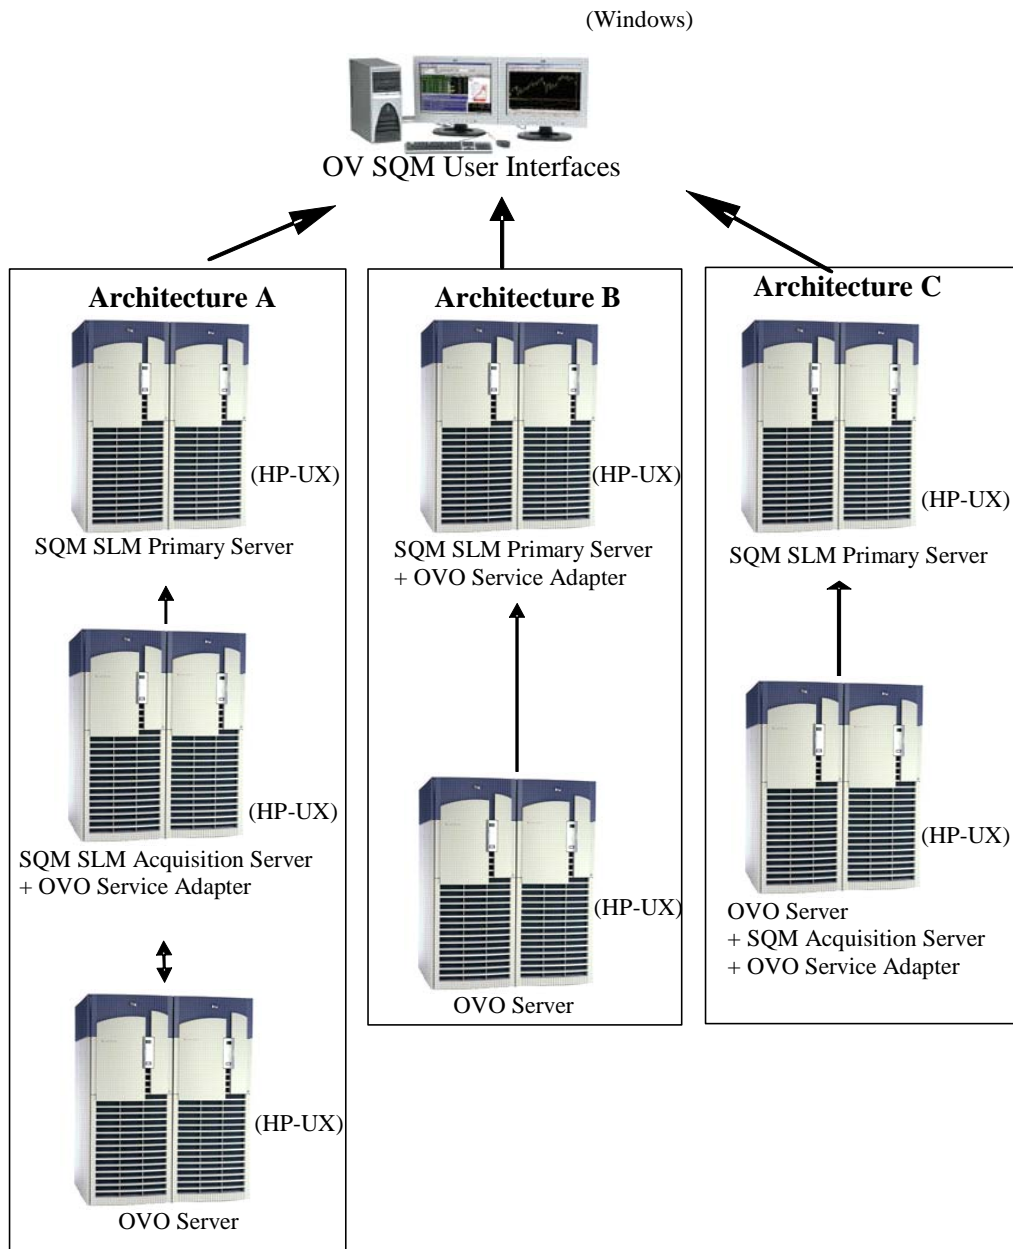 (Windows)
OV SQM User Interfaces
Architecture A
(HP-UX)
SQM SLM Primary Server
(HP-UX)
SQM SLM Acquisition Server
+ OVO Service Adapter
(HP-UX)
OVO Server
Architecture B
(HP-UX)
SQM SLM Primary Server
+ OVO Service Adapter
(HP-UX)
OVO Server
Architecture C
(HP-UX)
SQM SLM Primary Server
(HP-UX)
OVO Server
+ SQM Acquisition Server
+ OVO Service Adapter